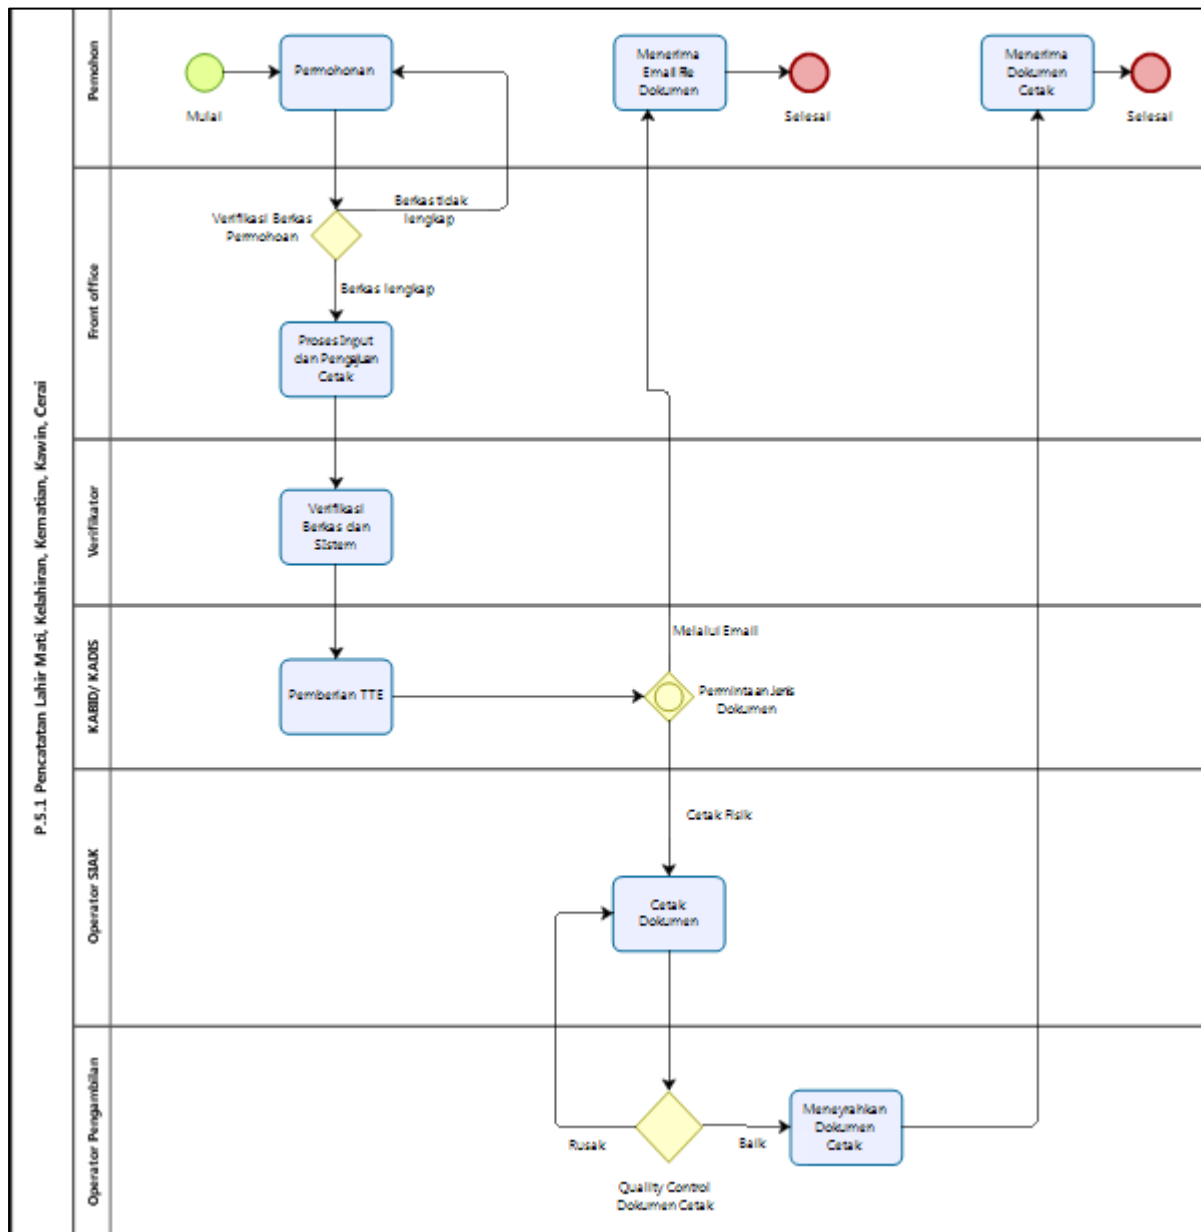 P.5.1 Pencatatan Lahir Mati, Kelahiran, Kematian, Kawin, Cerai
Pemohon
Mulai
Permohonan
Menerima
Email file
Dokumen
Selesai
Menerima
Dokumen
Cetak
Selesai
Front office
Verifikasi Berkas
Permohoan
Berkas tidak
lengkap
Berkas lengkap
Proses Input
dan Pengajuan
Cetak
Verifikator
Verifikasi
Berkas dan
Sistem
KABID/ KADIS
Pemberian TTE
Melalui Email
Permintaan Jenis
Dokumen
Operator SIAK
Cetak Fisik
Cetak
Dokumen
Operator Pengambilan
Rusak
Baik
Quality Control
Dokumen Cetak
Meneyrahkan
Dokumen
Cetak